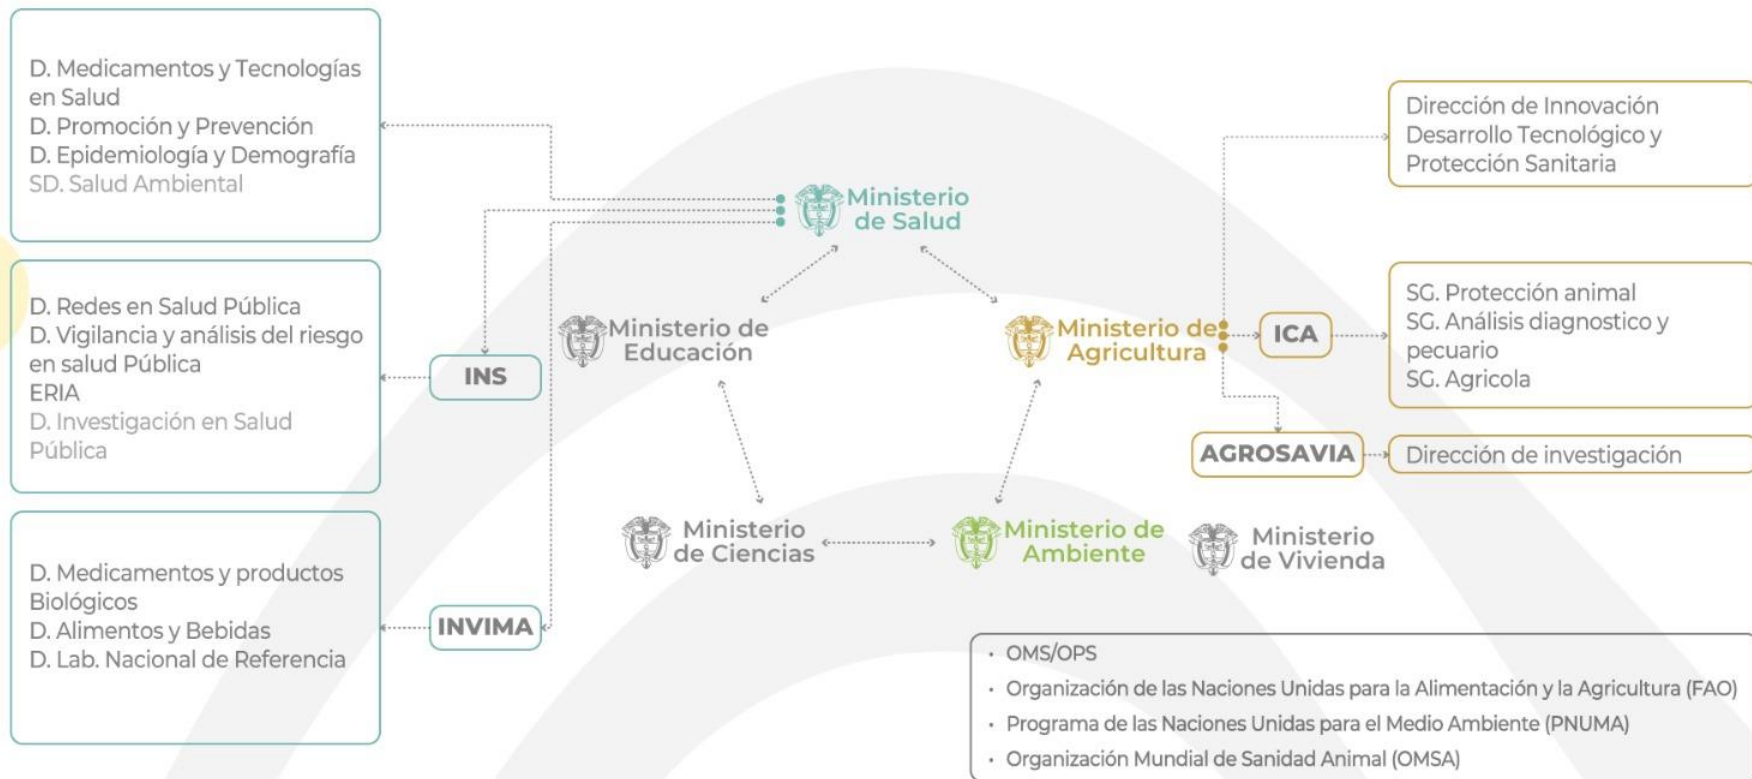 D. Medicamentos y Tecnologías
en Salud
D. Promoción y Prevención
D. Epidemiología y Demografía
SD. Salud Ambiental
D. Redes en Salud Pública
D. Vigilancia y análisis del riesgo
en salud Pública
ERIA
D. Investigación en Salud
Pública
D. Medicamentos y productos
Biológicos
D. Alimentos y Bebidas
D. Lab. Nacional de Referencia
INS
INVIMA
Ministerio
de Salud
Ministerio de
Educación
Ministerio de
Agricultura
Ministerio
de Ciencias
Ministerio de
Ambiente
Ministerio
de Vivienda
ICA
AGROSAVIA
Dirección de Innovación
Desarrollo Tecnológico y
Protección Sanitaria
SG. Protección animal
SG. Análisis diagnostico y
pecuario
SG. Agricola
Dirección de investigación
• OMS/OPS
• Organización de las Naciones Unidas para la Alimentación y la Agricultura (FAO)
• Programa de las Naciones Unidas para el Medio Ambiente (PNUMA)
• Organización Mundial de Sanidad Animal (OMSA)